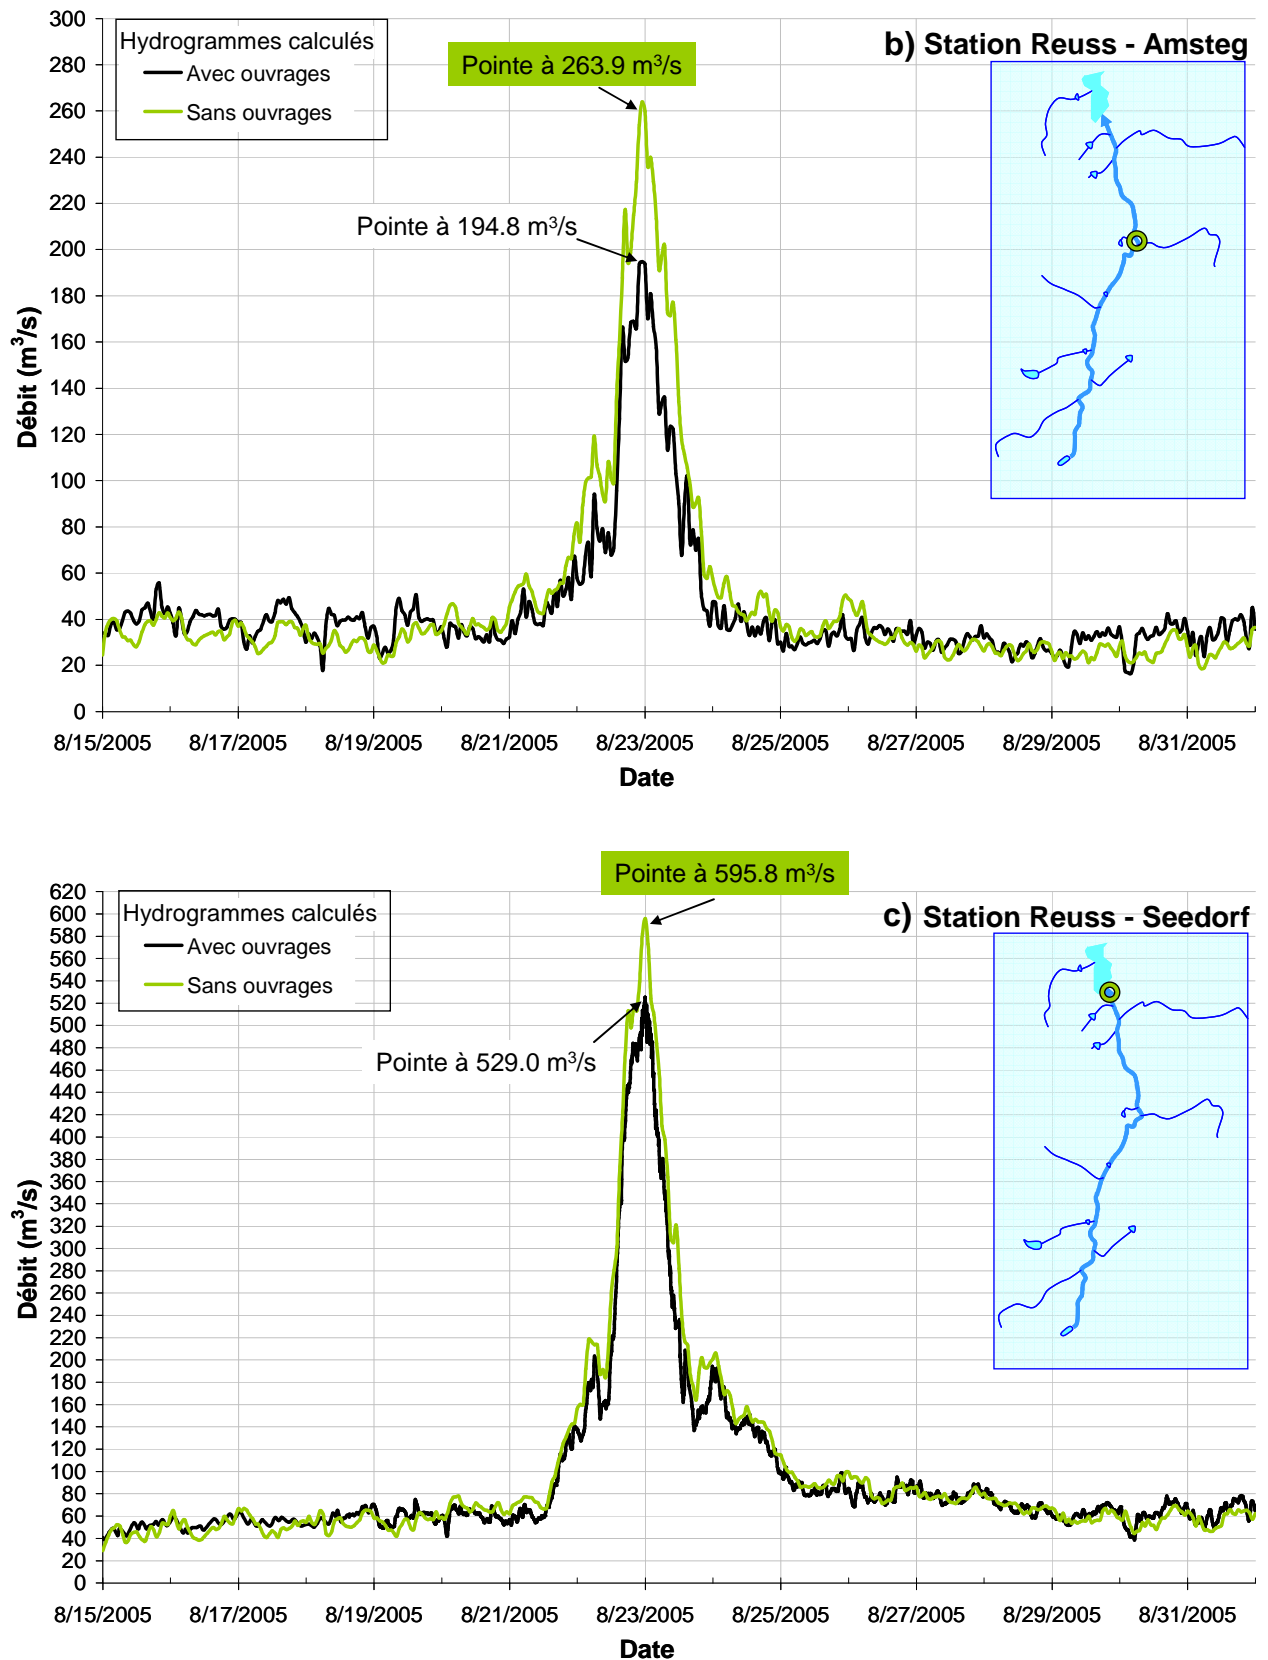 b) Station Reuss - Amsteg
Hydrogrammes calculés
Avec ouvrages
Sans ouvrages
Pointe à 263.9 m³/s
Pointe à 194.8 m³/s
Débit (m³/s)
300
280
260
240
220
200
180
160
140
120
100
80
60
40
20
0
8/15/2005 8/17/2005 8/19/2005 8/21/2005 8/23/2005 8/25/2005 8/27/2005 8/29/2005 8/31/2005
Date
Pointe à 595.8 m³/s
c) Station Reuss - Seedorf
Hydrogrammes calculés
Avec ouvrages
Sans ouvrages
Pointe à 529.0 m³/s
Débit (m³/s)
620
600
580
560
540
520
500
480
460
440
420
400
380
360
340
320
300
280
260
240
220
200
180
160
140
120
100
80
60
40
20
0
8/15/2005 8/17/2005 8/19/2005 8/21/2005 8/23/2005 8/25/2005 8/27/2005 8/29/2005 8/31/2005
Date